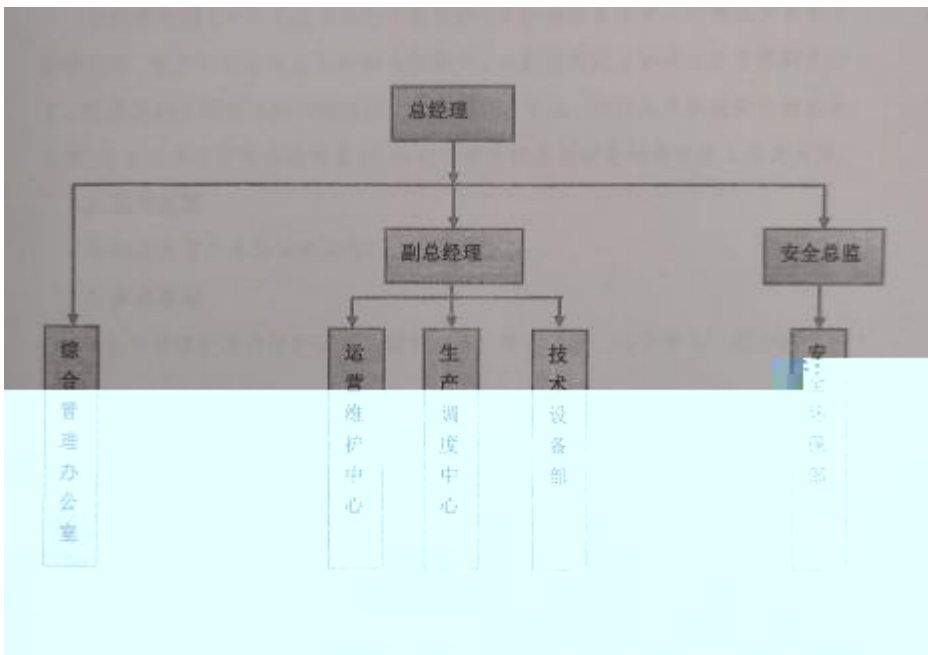 总经理
副总经理
安全总监
综合管理办公室
运营维护中心
生产调度中心
技术设备部
安全环保部